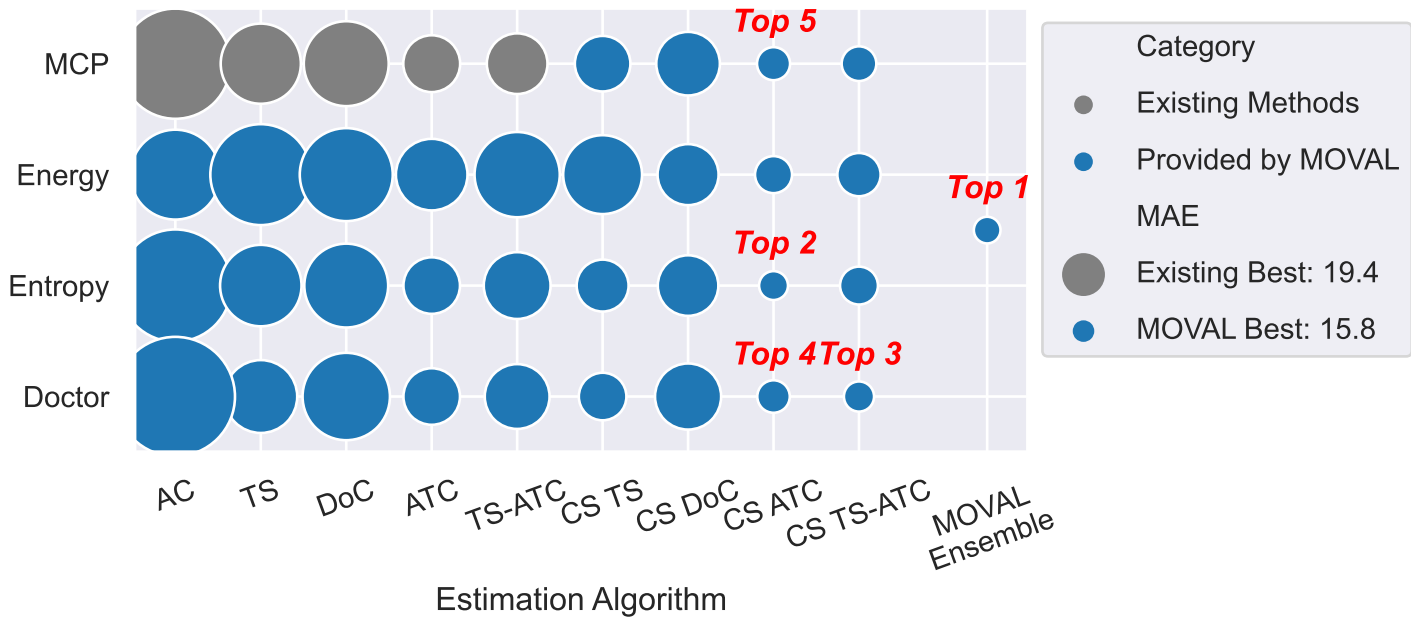 Top 5
MCP
Energy
Top 1
Top 2
Entropy
Top 4 Top 3
Doctor
AC
TS
DoC
ATC
TS-ATC
CS TS
CS DoC
CS ATC
CS TS-ATC
MOVAL
Ensemble
Estimation Algorithm
Category
Existing Methods
Provided by MOVAL
MAE
Existing Best: 19.4
MOVAL Best: 15.8